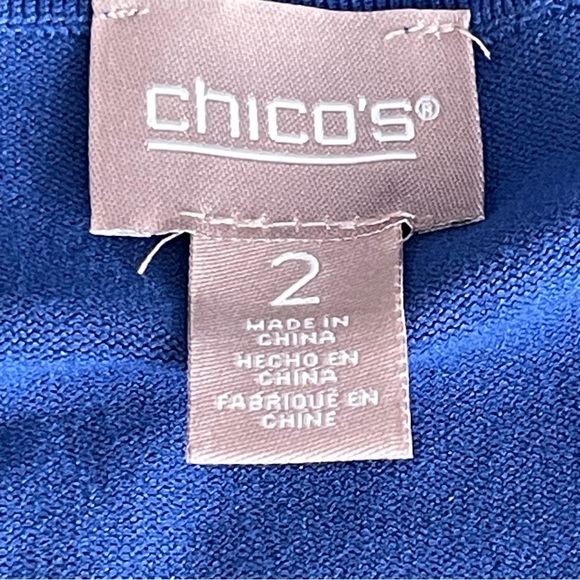 chico's®
2
MADE IN
CHINA
HECHO EN
CHINA
FABRIQUÉ EN
CHINE